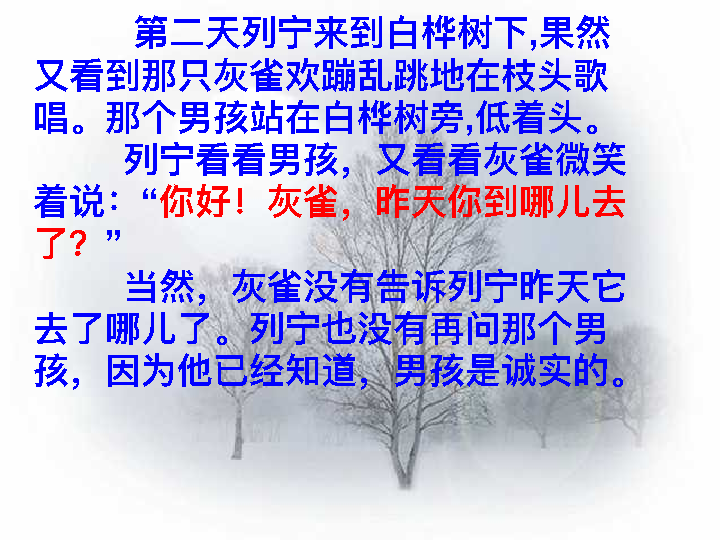 第二天列宁来到白桦树下,果然
又看到那只灰雀欢蹦乱跳地在枝头歌
唱。那个男孩站在白桦树旁,低着头。
列宁看看男孩，又看看灰雀微笑
着说：“你好！灰雀，昨天你到哪儿去
了？”
当然，灰雀没有告诉列宁昨天它
去了哪儿了。列宁也没有再问那个男
孩，因为他已经知道，男孩是诚实的。